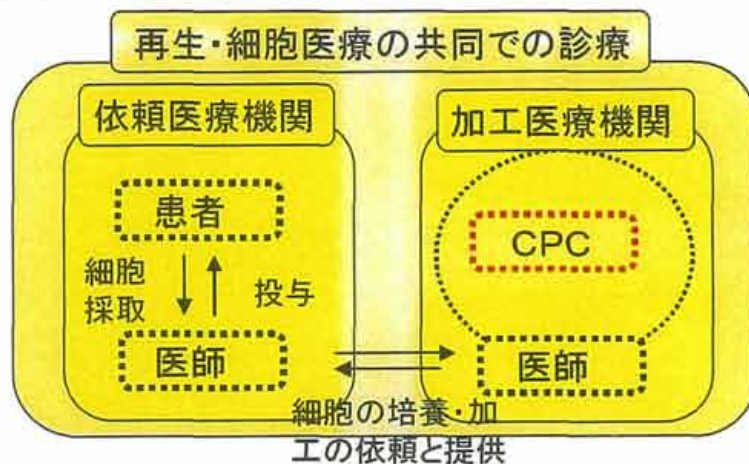 再生・細胞医療の共同での診療
依頼医療機関
加工医療機関
患者
CPC
細胞
採取
投与
医師
医師
細胞の培養・加
工の依頼と提供